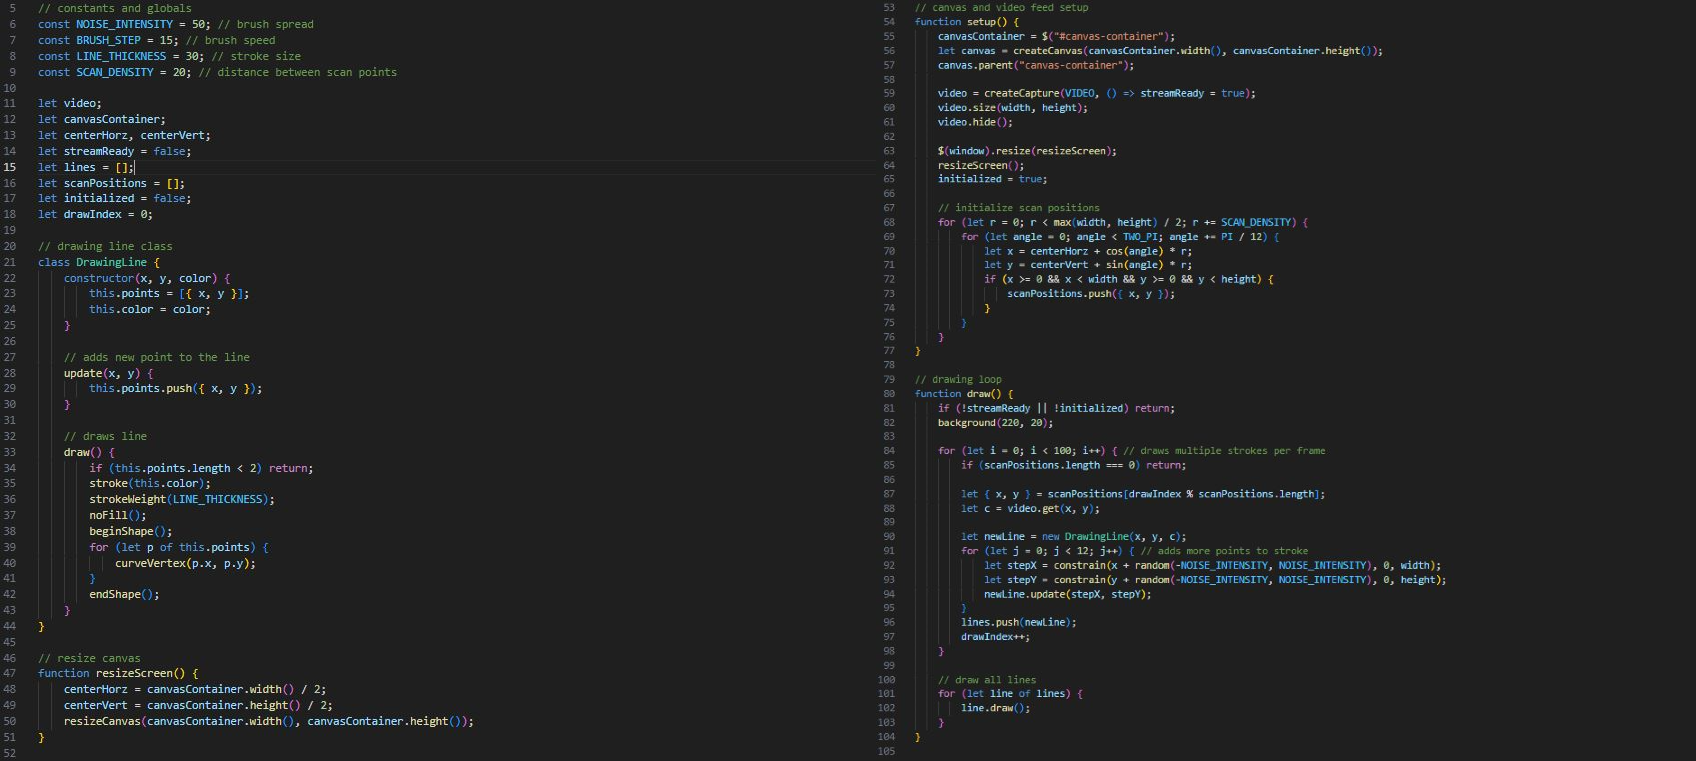 5 // constants and globals
6 const NOISE_INTENSITY = 50; // brush spread
7 const BRUSH_STEP = 15; // brush speed
8 const LINE_THICKNESS = 30; // stroke size
9 const SCAN_DENSITY = 20; // distance between scan points
10
11 let video;
12 let canvasContainer;
13 let centerHorz, centerVert;
14 let streamReady = false;
15 let lines = [];
16 let scanPositions = [];
17 let initialized = false;
18 let drawIndex = 0;
19
20 // drawing line class
21 class DrawingLine {
22     constructor(x, y, color) {
23         this.points = [{ x, y }];
24         this.color = color;
25     }
26
27     // adds new point to the line
28     update(x, y) {
29         this.points.push({ x, y });
30     }
31
32     // draws line
33     draw() {
34         if (this.points.length < 2) return;
35         stroke(this.color);
36         strokeWeight(LINE_THICKNESS);
37         noFill();
38         beginShape();
39         for (let p of this.points) {
40             curveVertex(p.x, p.y);
41         }
42         endShape();
43     }
44 }
45
46 // resize canvas
47 function resizeScreen() {
48     centerHorz = canvasContainer.width() / 2;
49     centerVert = canvasContainer.height() / 2;
50     resizeCanvas(canvasContainer.width(), canvasContainer.height());
51 }
52
53 // canvas and video feed setup
54 function setup() {
55     canvasContainer = $("#canvas-container");
56     let canvas = createCanvas(canvasContainer.width(), canvasContainer.height());
57     canvas.parent("canvas-container");
58
59     video = createCapture(VIDEO, () => streamReady = true);
60     video.size(width, height);
61     video.hide();
62
63     $(window).resize(resizeScreen);
64     resizeScreen();
65     initialized = true;
66
67     // initialize scan positions
68     for (let r = 0; r < max(width, height) / 2; r += SCAN_DENSITY) {
69         for (let angle = 0; angle < TWO_PI; angle += PI / 12) {
70             let x = centerHorz + cos(angle) * r;
71             let y = centerVert + sin(angle) * r;
72             if (x >= 0 && x < width && y >= 0 && y < height) {
73                 scanPositions.push({ x, y });
74             }
75         }
76     }
77 }
78
79 // drawing loop
80 function draw() {
81     if (!streamReady || !initialized) return;
82     background(220, 20);
83
84     for (let i = 0; i < 100; i++) { // draws multiple strokes per frame
85         if (scanPositions.length === 0) return;
86
87         let { x, y } = scanPositions[drawIndex % scanPositions.length];
88         let c = video.get(x, y);
89
90         let newLine = new DrawingLine(x, y, c);
91         for (let j = 0; j < 12; j++) { // adds more points to stroke
92             let stepX = constrain(x + random(-NOISE_INTENSITY, NOISE_INTENSITY), 0, width);
93             let stepY = constrain(y + random(-NOISE_INTENSITY, NOISE_INTENSITY), 0, height);
94             newLine.update(stepX, stepY);
95         }
96         lines.push(newLine);
97         drawIndex++;
98     }
99
100     // draw all lines
101     for (let line of lines) {
102         line.draw();
103     }
104 }
105